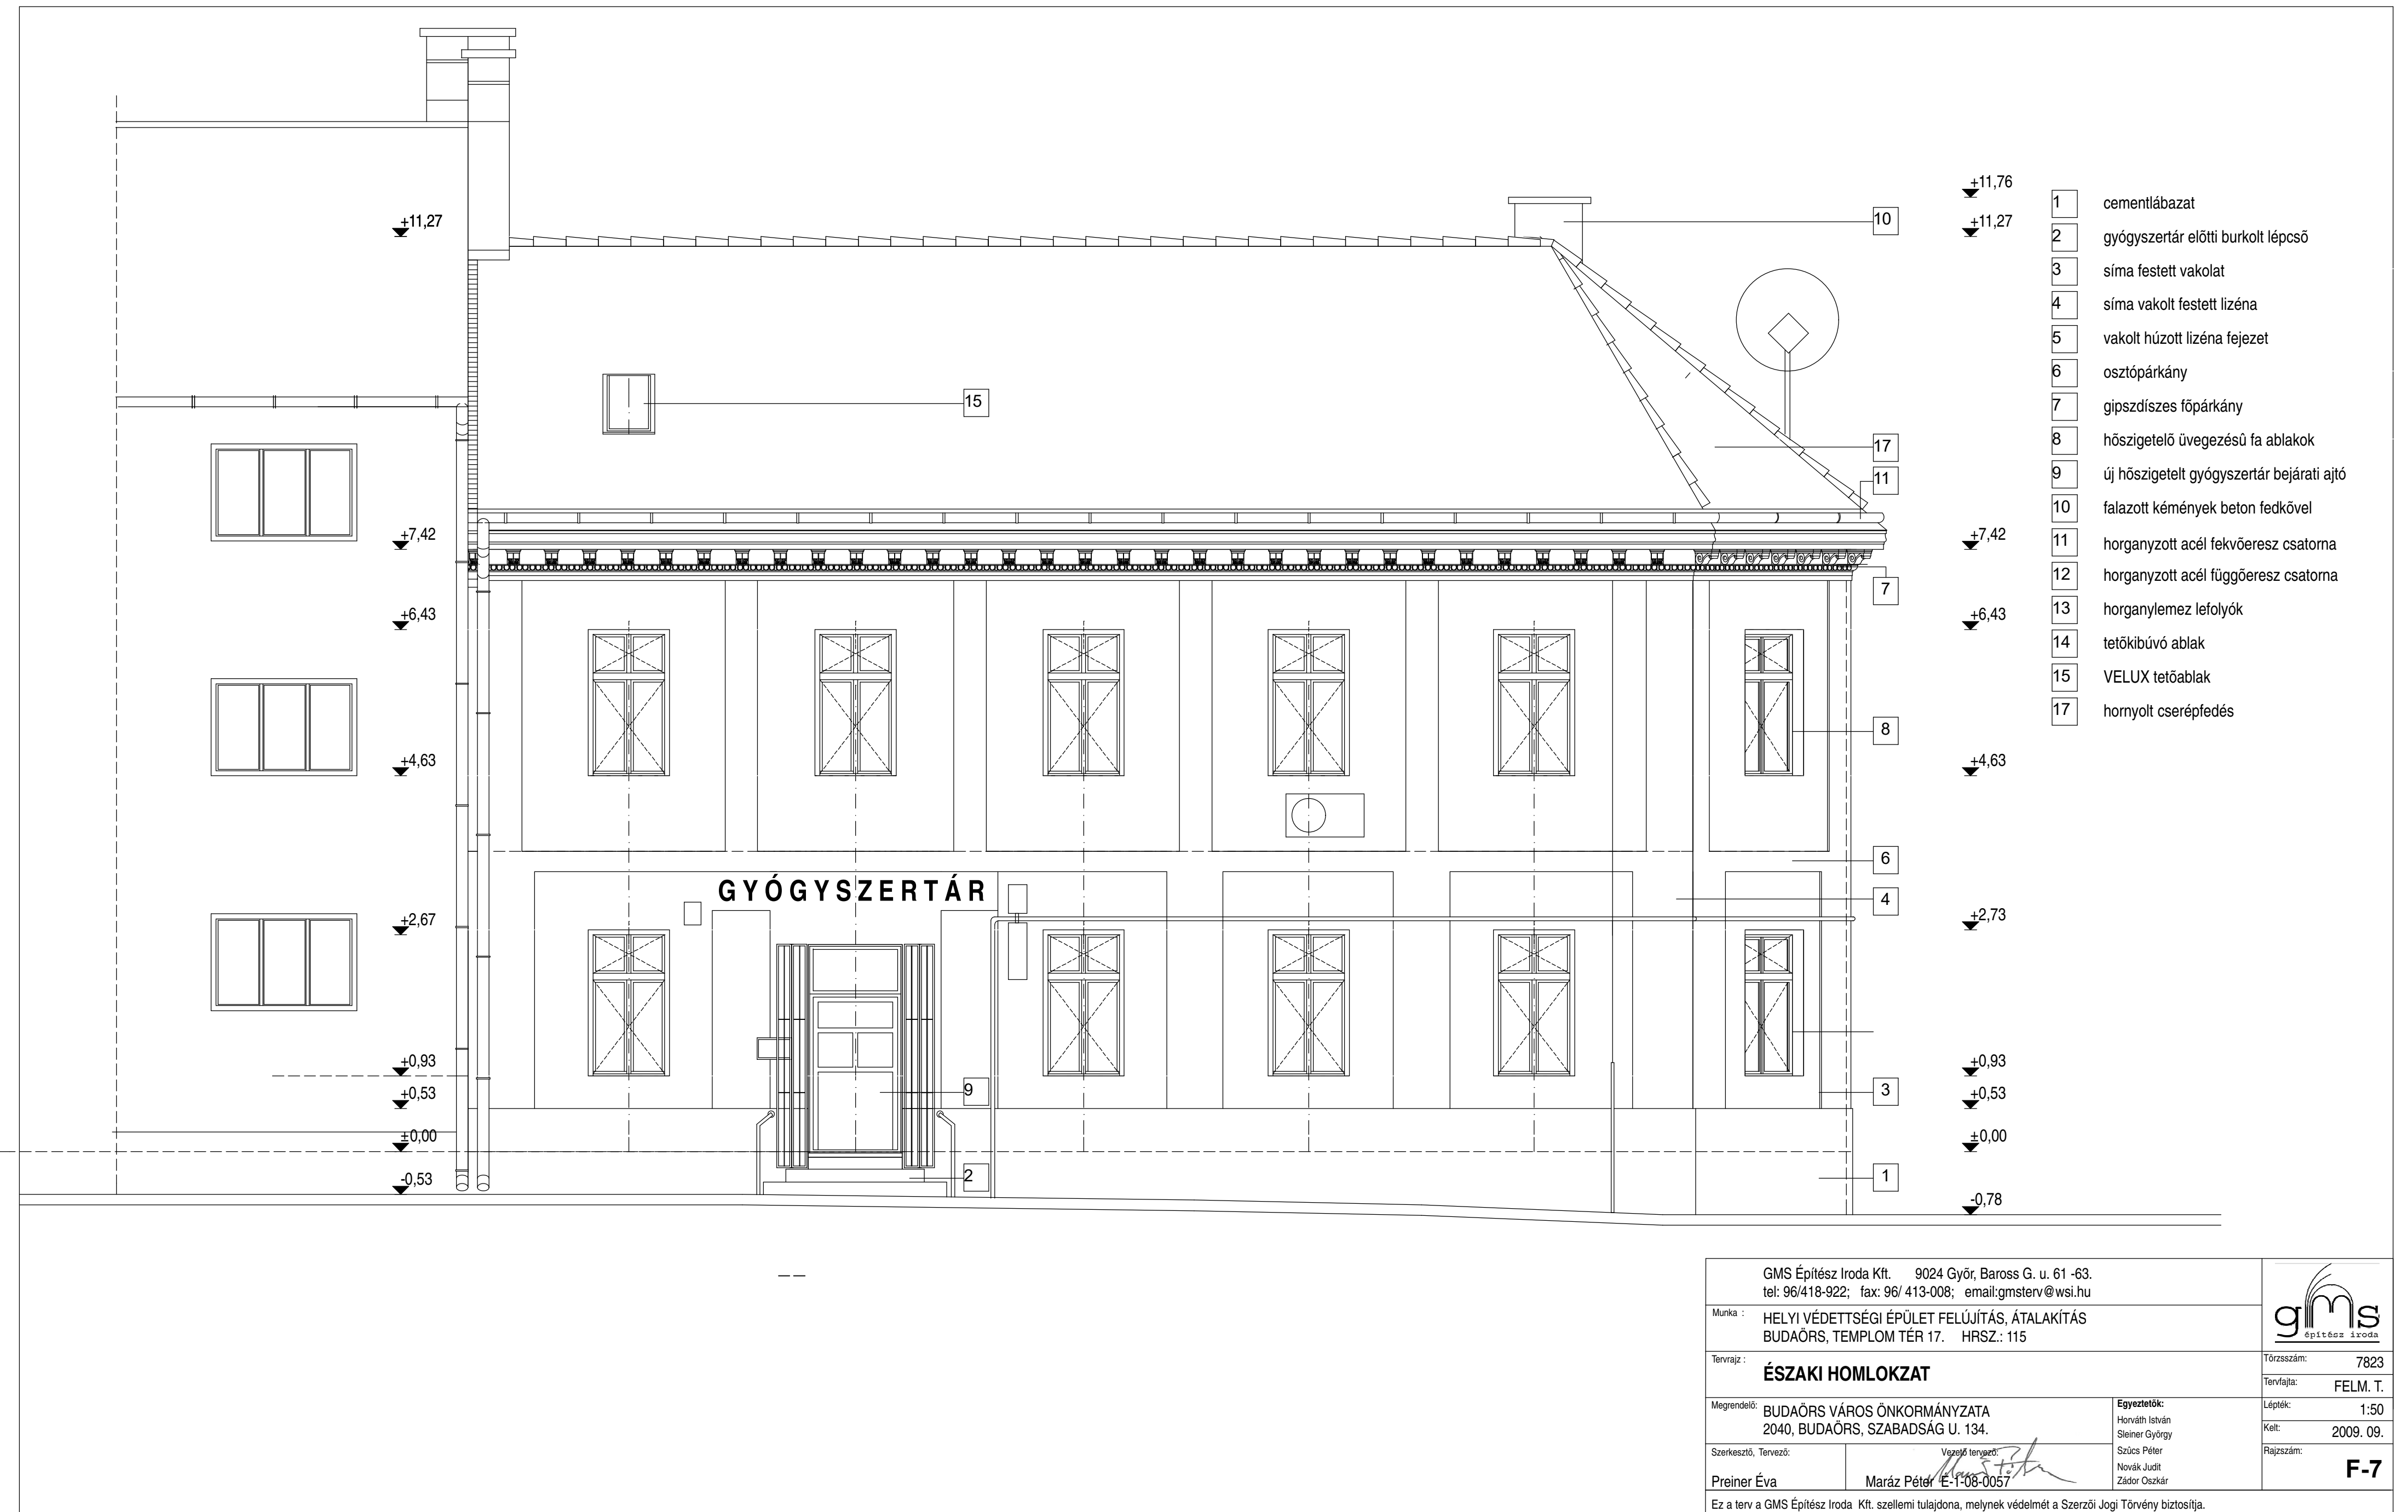 +11,27
+7,42
+6,43
+4,63
+2,67
+0,93
+0,53
±0,00
-0,53
GYÓGYSZERTÁR
15
9
2
10
17
11
7
8
6
4
3
1
+11,76
+11,27
+7,42
+6,43
+4,63
+2,73
+0,93
+0,53
±0,00
-0,78
1 cementlábazat
2 gyógyszertár elõtti burkolt lépcsõ
3 síma festett vakolat
4 síma vakolt festett lizéna
5 vakolt húzott lizéna fejezet
6 osztópárkány
7 gipszdíszes fõpárkány
8 hõszigetelõ üvegezésû fa ablakok
9 új hõszigetelt gyógyszertár bejárati ajtó
10 falazott kémények beton fedkõvel
11 horganyzott acél fekvõeresz csatorna
12 horganyzott acél függõeresz csatorna
13 horganylemez lefolyók
14 tetõkibúvó ablak
15 VELUX tetõablak
17 hornyolt cserépfedés
GMS Építész Iroda Kft. 9024 Gyõr, Baross G. u. 61 -63.
tel: 96/418-922; fax: 96/ 413-008; email:gmsterv@wsi.hu
gms
építész iroda
Munka : HELYI VÉDETTSÉGI ÉPÜLET FELÚJÍTÁS, ÁTALAKÍTÁS
BUDAÖRS, TEMPLOM TÉR 17. HRSZ.: 115
Tervrajz : ÉSZAKI HOMLOKZAT
Törzsszám: 7823
Tervfajta: FELM. T.
Megrendelõ: BUDAÖRS VÁROS ÖNKORMÁNYZATA
2040, BUDAÖRS, SZABADSÁG U. 134.
Egyeztetõk:
Horváth István
Sleiner György
Szûcs Péter
Novák Judit
Zádor Oszkár
Lépték: 1:50
Kelt: 2009. 09.
Rajzszám: F-7
Szerkesztõ, Tervezõ:
Preiner Éva
Vezetõ tervezõ:
Maráz Péter É-1-08-0057
Ez a terv a GMS Építész Iroda Kft. szellemi tulajdona, melynek védelmét a Szerzõi Jogi Törvény biztosítja.